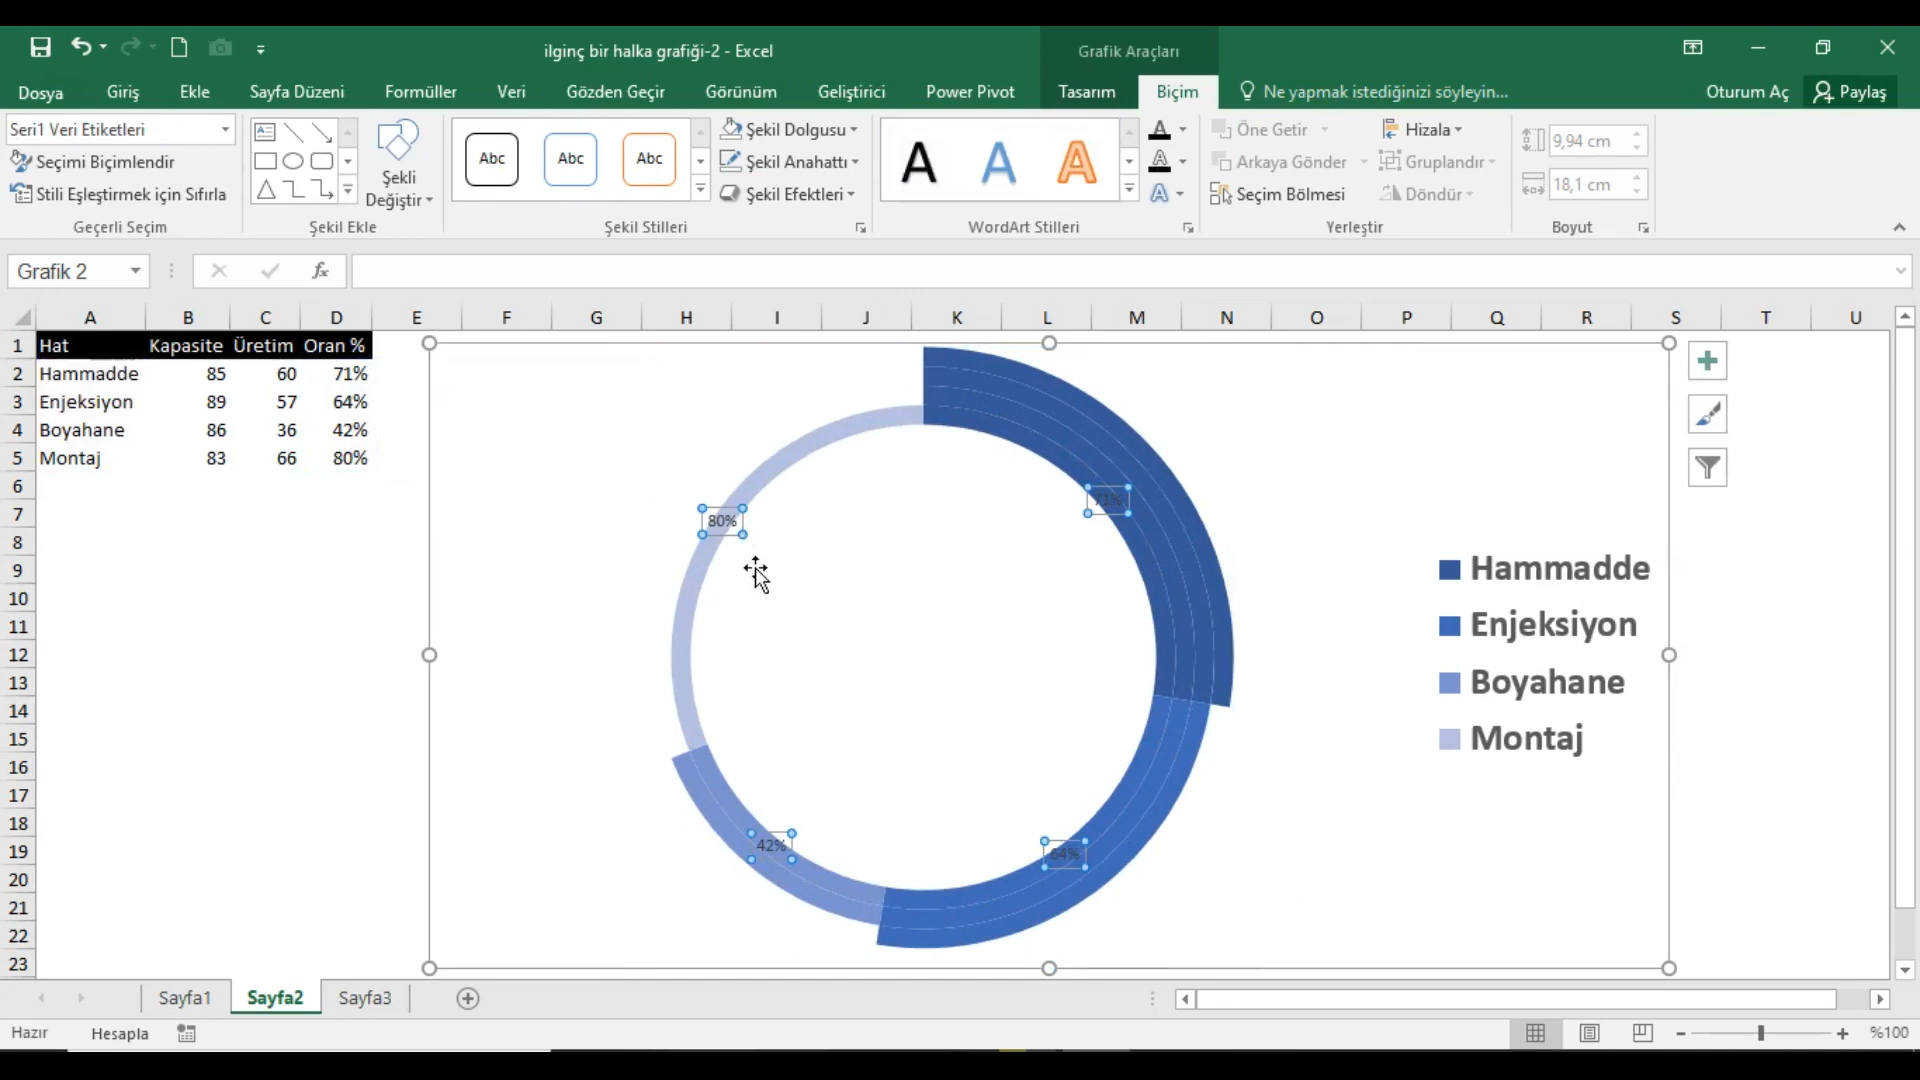 ilginç bir halka grafiği-2 - Excel
Grafik Araçları
Dosya Giriş Ekle Sayfa Düzeni Formüller Veri Gözden Geçir Görünüm Geliştirici Power Pivot Tasarım Biçim Ne yapmak istediğinizi söyleyin... Oturum Aç Paylaş
Seri1 Veri Etiketleri
Seçimi Biçimlendir
Stili Eşleştirmek için Sıfırla
Geçerli Seçim
Şekli
Değiştir
Şekil Ekle
Abc Abc Abc
Şekil Dolgusu
Şekil Anahattı
Şekil Efektleri
Şekil Stilleri
A A A
WordArt Stilleri
Öne Getir
Arkaya Gönder
Seçim Bölmesi
Hizala
Gruplandır
Döndür
Yerleştir
9,94 cm
18,1 cm
Boyut
Grafik 2
fx
A B C D E F G H I J K L M N O P Q R S T U
1 Hat Kapasite Üretim Oran %
2 Hammadde 85 60 71%
3 Enjeksiyon 89 57 64%
4 Boyahane 86 36 42%
5 Montaj 83 66 80%
6
7
8
9
10
11
12
13
14
15
16
17
18
19
20
21
22
23
71%
80%
42%
64%
Hammadde
Enjeksiyon
Boyahane
Montaj
Sayfa1 Sayfa2 Sayfa3
Hazır Hesapla %100